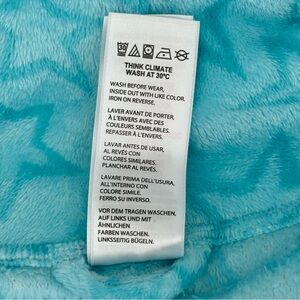 30
THINK CLIMATE
WASH AT 30°C
WASH BEFORE WEAR,
INSIDE OUT WITH LIKE COLOR.
IRON ON REVERSE.
LAVER AVANT DE PORTER,
À L'ENVERS AVEC DES
COULEURS SEMBLABLES.
REPASSER À L'ENVERS.
LAVAR ANTES DE USAR,
AL REVÉS CON
COLORES SIMILARES.
PLANCHAR AL REVÉS.
LAVARE PRIMA DELL'USURA,
ALL'INTERNO CON
COLORE SIMILE.
FERRO SU INVERSO.
VOR DEM TRAGEN WASCHEN,
AUF LINKS UND MIT
ÄHNLICHEN
FARBEN WASCHEN,
LINKSSEITIG BÜGELN.